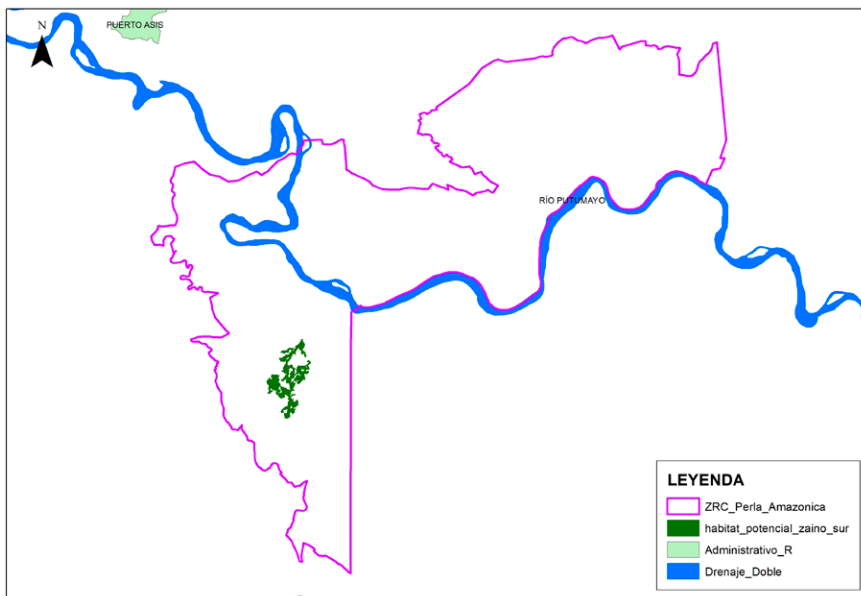 PUERTO ASIS
N
RÍO PUTUMAYO
LEYENDA
ZRC_Perla_Amazonica
habitat_potencial_zaino_sur
Administrativo_R
Drenaje_Doble